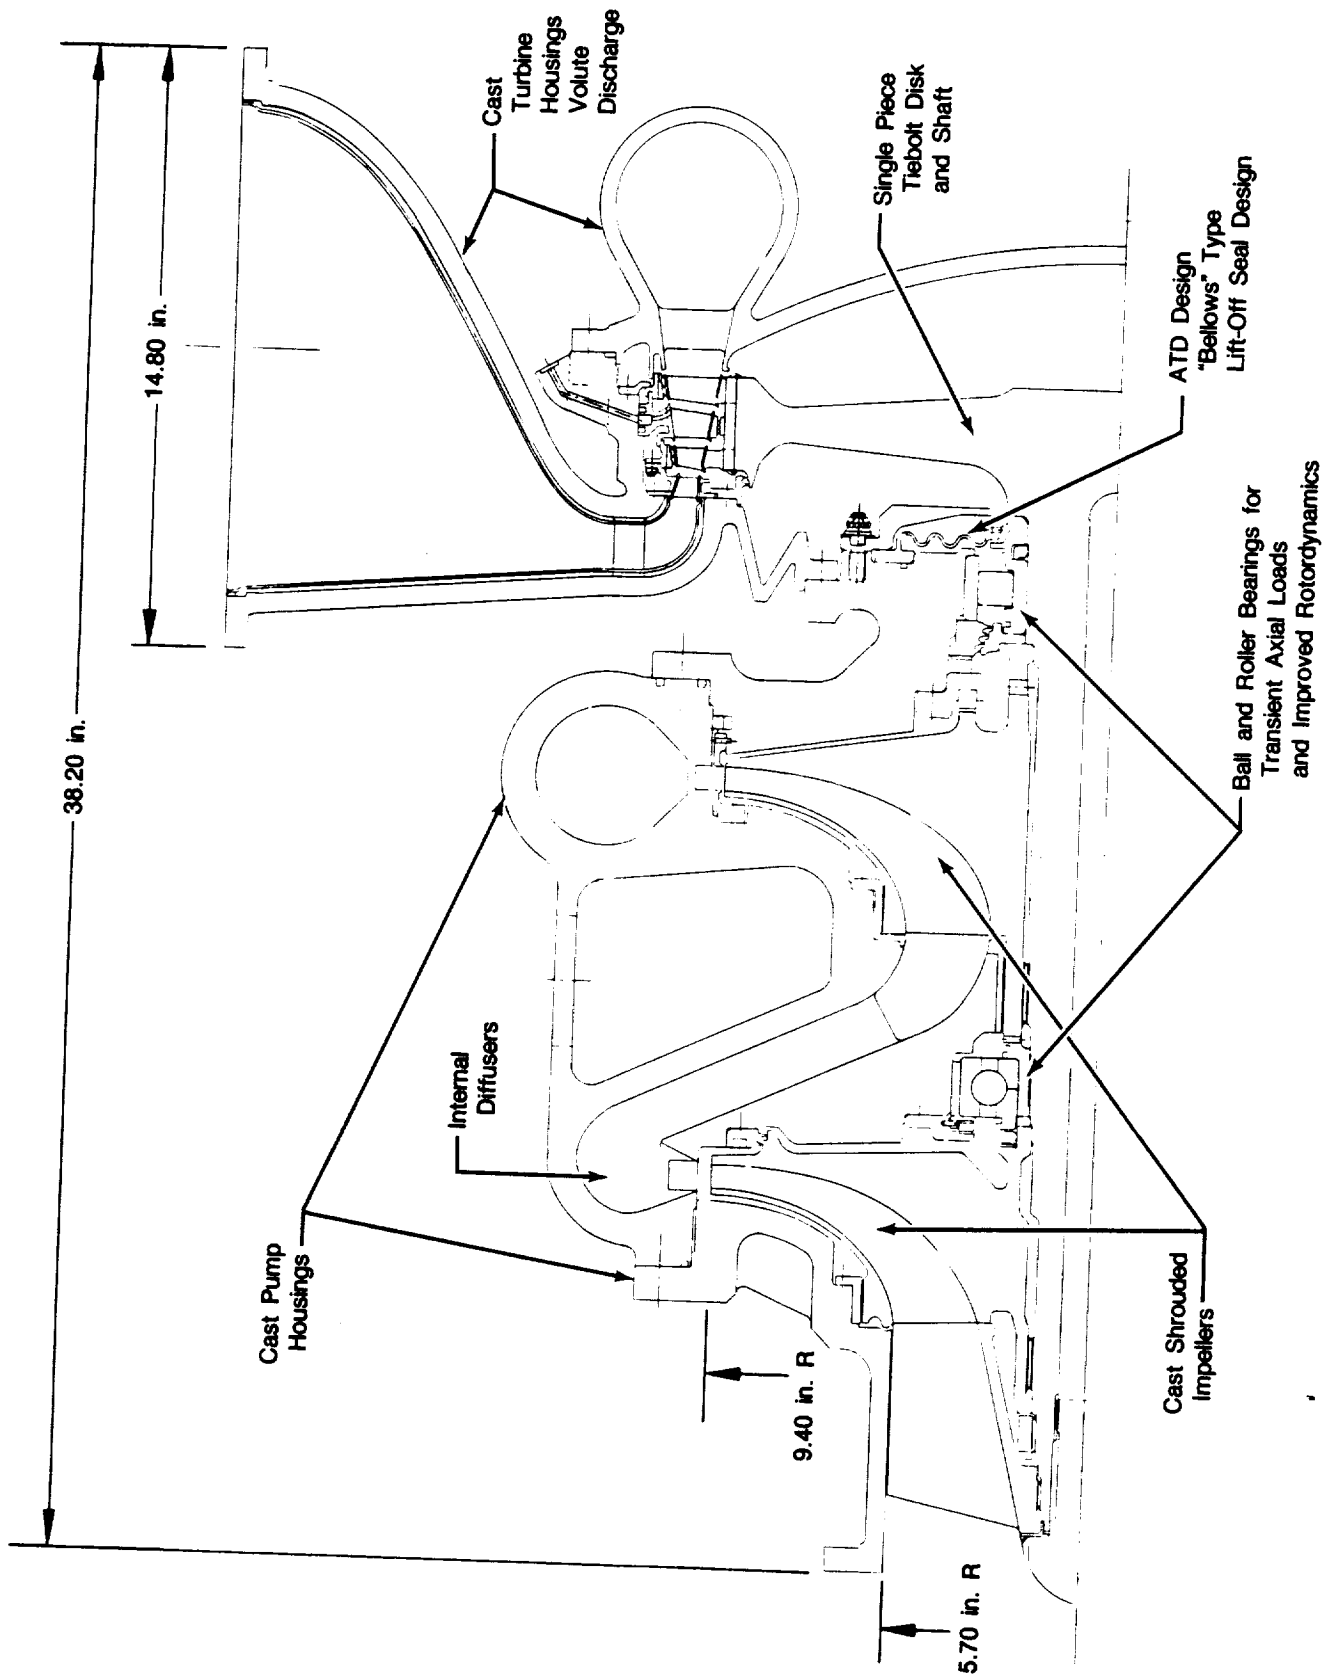 38.20 in.
14.80 in.
Cast
Turbine
Housings
Volute
Discharge
Single Piece
Tiebolt Disk
and Shaft
ATD Design
"Bellows" Type
Lift-Off Seal Design
Ball and Roller Bearings for
Transient Axial Loads
and Improved Rotordynamics
Internal
Diffusers
Cast Pump
Housings
Cast Shrouded
Impellers
9.40 in. R
5.70 in. R